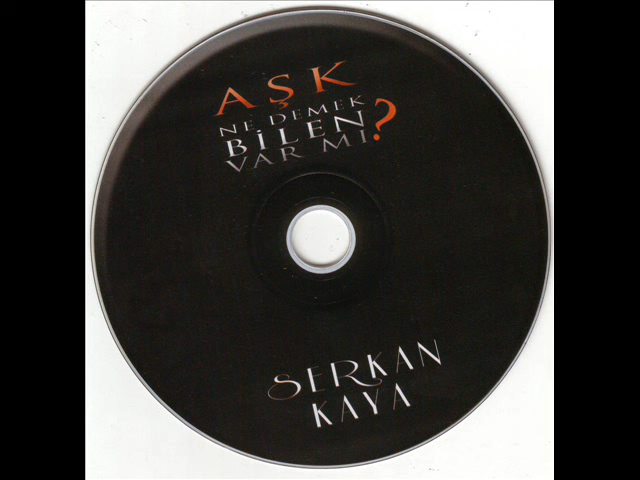 AŞK
NE DEMEK
BİLEN ?
VAR MI
SERKAN
KAYA